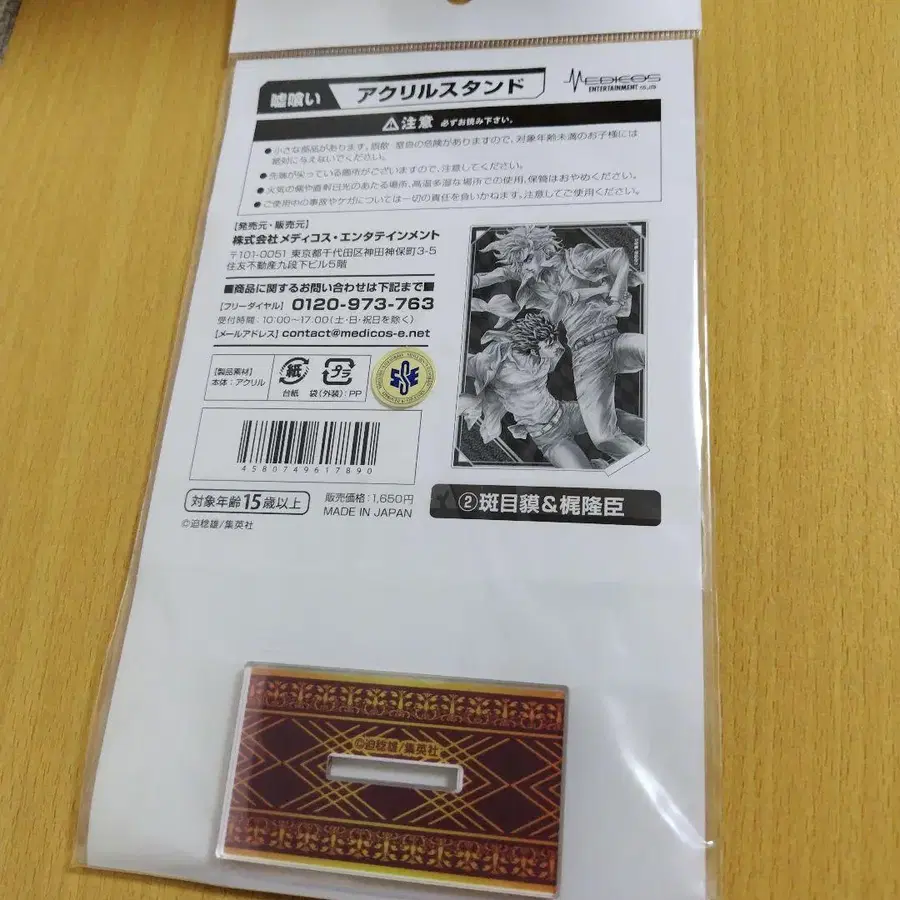 嘘喰い
アクリルスタンド
MEDICOS
ENTERTAINMENT CO.,LTD
注意 必ずお読み下さい。
●小さな部品があります。誤飲・窒息の危険がありますので、対象年齢未満のお子様には
絶対に与えないでください。
●先端が尖っている箇所がございますので、注意してください。
●火気の傍や直射日光のあたる場所、高温多湿な場所での使用、保管はおやめください。
●ご使用中の事故やケガについては一切の責任を負いかねます。注意してご使用ください。
【発売元・販売元】
株式会社メディコス・エンタテインメント
〒101-0051 東京都千代田区神田神保町3-5
住友不動産九段下ビル5階
■商品に関するお問い合わせは下記まで■
【フリーダイヤル】 0120-973-763
受付時間：10:00〜17:00（土・日・祝日を除く）
【メールアドレス】 contact@medicos-e.net
【製品素材】
本体：アクリル
紙
台紙
プラ
袋（外装）：PP
4580749617890
対象年齢15歳以上
販売価格：1,650円
MADE IN JAPAN
©迫稔雄/集英社
②斑目貘&梶隆臣
©迫稔雄/集英社